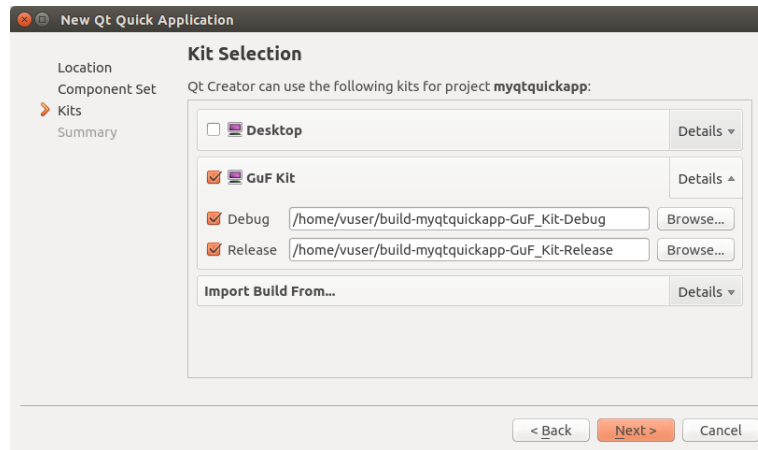 New Qt Quick Application
Location
Component Set
Kits
Summary
Kit Selection
Qt Creator can use the following kits for project myqtquickapp:
Desktop Details
GuF Kit Details
Debug /home/vuser/build-myqtquickapp-GuF_Kit-Debug Browse...
Release /home/vuser/build-myqtquickapp-GuF_Kit-Release Browse...
Import Build From... Details
< Back Next > Cancel